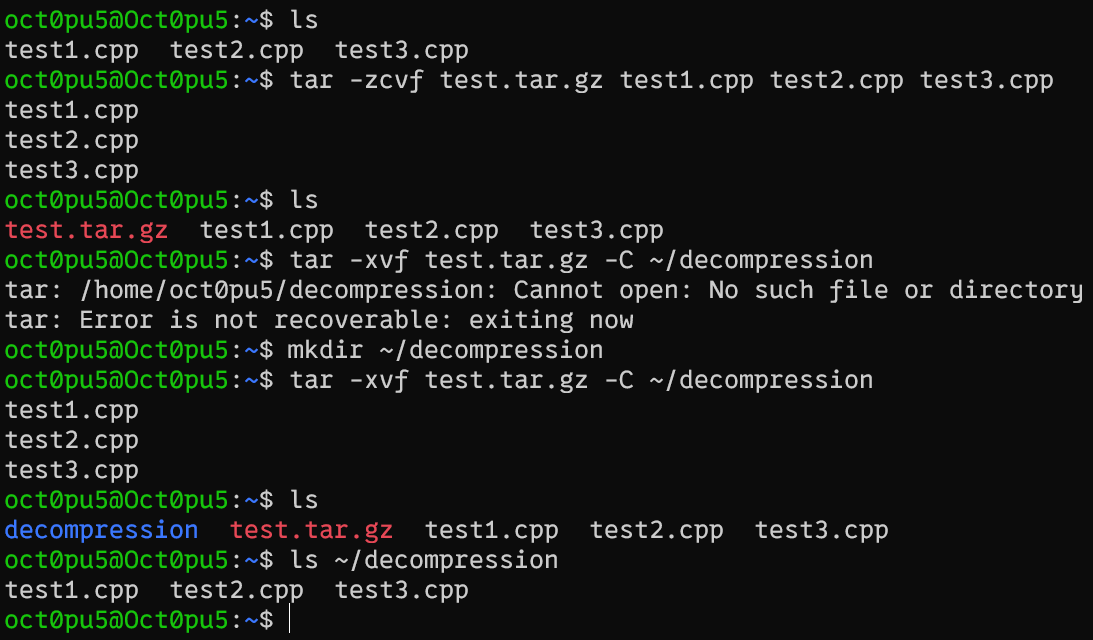 oct0pu5@Oct0pu5:~$ ls
test1.cpp  test2.cpp  test3.cpp
oct0pu5@Oct0pu5:~$ tar -zcvf test.tar.gz test1.cpp test2.cpp test3.cpp
test1.cpp
test2.cpp
test3.cpp
oct0pu5@Oct0pu5:~$ ls
test.tar.gz  test1.cpp  test2.cpp  test3.cpp
oct0pu5@Oct0pu5:~$ tar -xvf test.tar.gz -C ~/decompression
tar: /home/oct0pu5/decompression: Cannot open: No such file or directory
tar: Error is not recoverable: exiting now
oct0pu5@Oct0pu5:~$ mkdir ~/decompression
oct0pu5@Oct0pu5:~$ tar -xvf test.tar.gz -C ~/decompression
test1.cpp
test2.cpp
test3.cpp
oct0pu5@Oct0pu5:~$ ls
decompression  test.tar.gz  test1.cpp  test2.cpp  test3.cpp
oct0pu5@Oct0pu5:~$ ls ~/decompression
test1.cpp  test2.cpp  test3.cpp
oct0pu5@Oct0pu5:~$